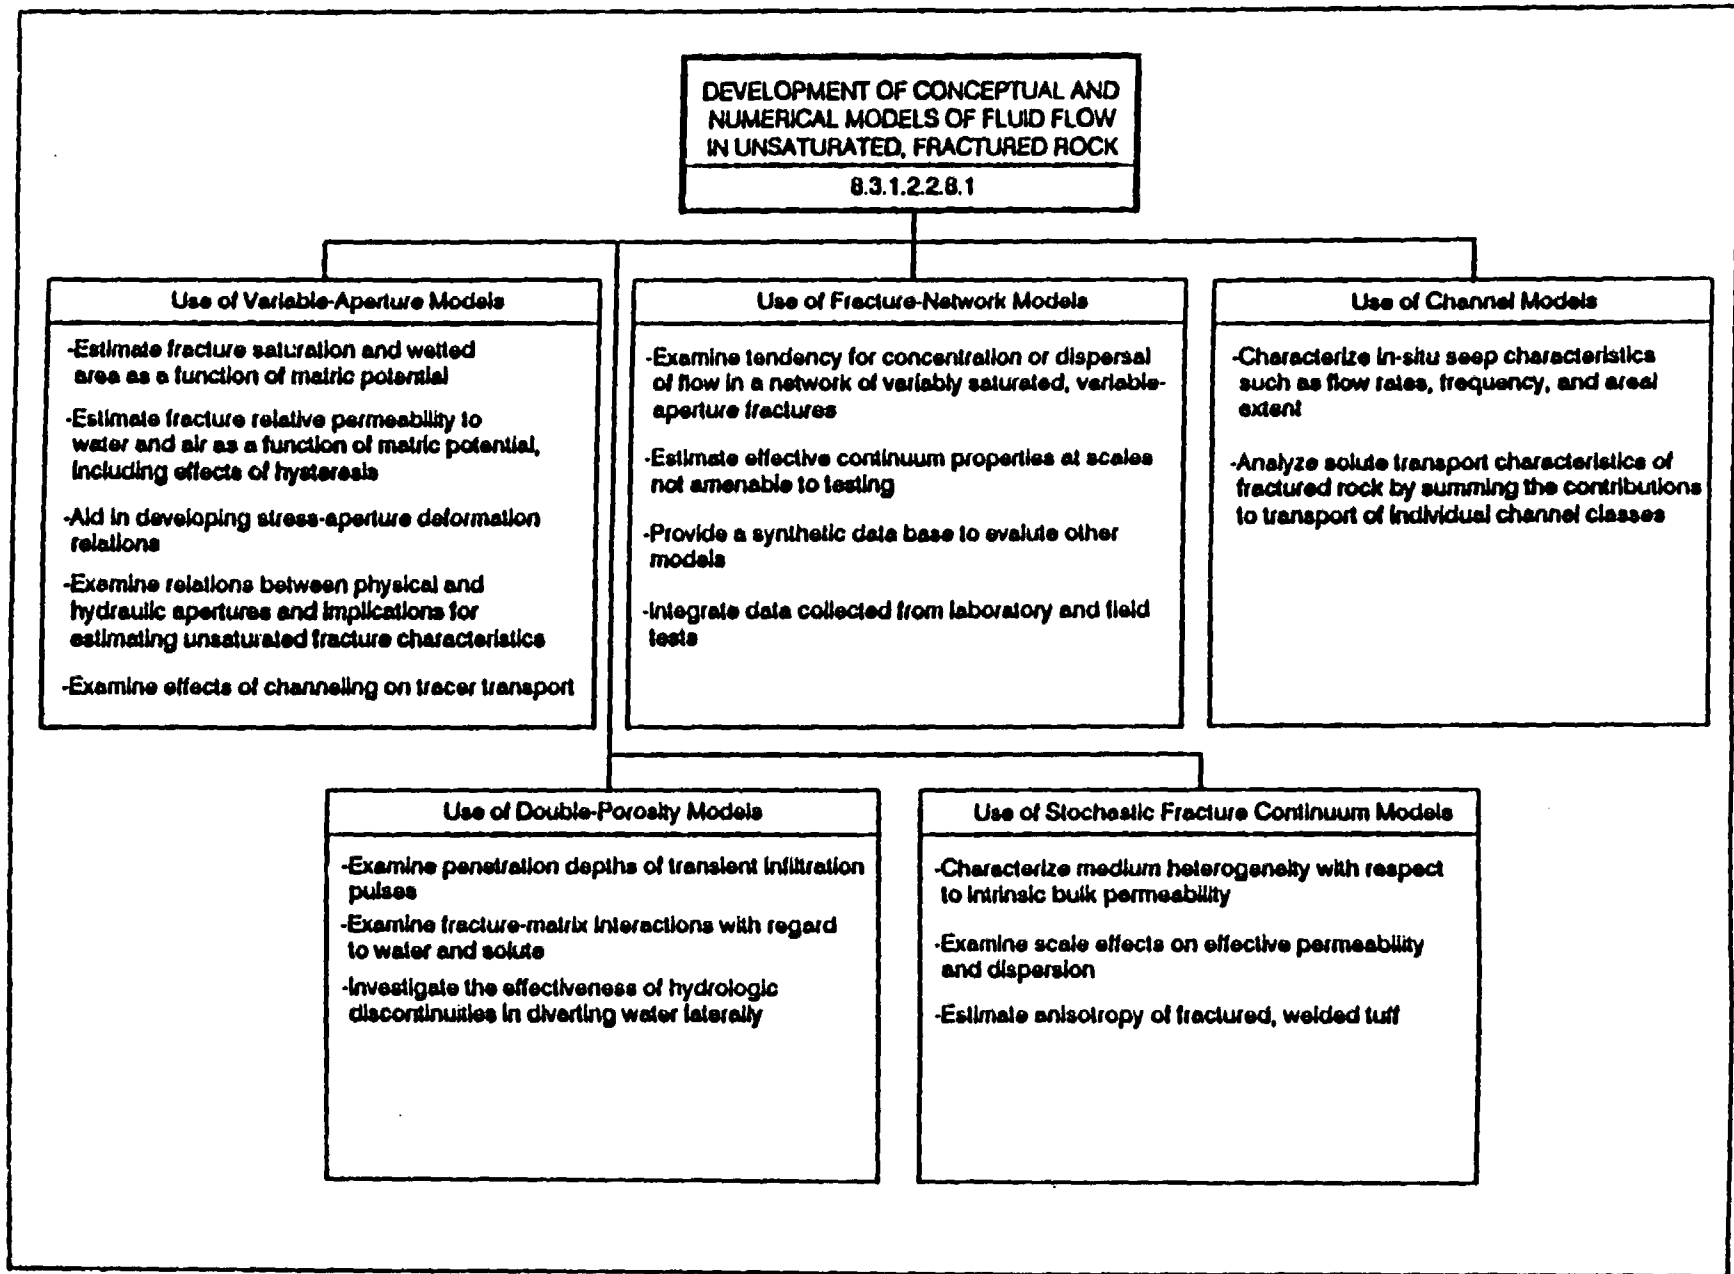 DEVELOPMENT OF CONCEPTUAL AND
NUMERICAL MODELS OF FLUID FLOW
IN UNSATURATED, FRACTURED ROCK
8.3.1.2.2.8.1
Use of Variable-Aperture Models
-Estimate fracture saturation and wetted
area as a function of matric potential
-Estimate fracture relative permeability to
water and air as a function of matric potential,
including effects of hysteresis
-Aid in developing stress-aperture deformation
relations
-Examine relations between physical and
hydraulic apertures and implications for
estimating unsaturated fracture characteristics
-Examine effects of channeling on tracer transport
Use of Fracture-Network Models
-Examine tendency for concentration or dispersal
of flow in a network of variably saturated, variable-
aperture fractures
-Estimate effective continuum properties at scales
not amenable to testing
-Provide a synthetic data base to evalute other
models
-Integrate data collected from laboratory and field
tests
Use of Channel Models
-Characterize in-situ seep characteristics
such as flow rates, frequency, and areal
extent
-Analyze solute transport characteristics of
fractured rock by summing the contributions
to transport of individual channel classes
Use of Double-Porosity Models
-Examine penetration depths of transient infiltration
pulses
-Examine fracture-matrix interactions with regard
to water and solute
-Investigate the effectiveness of hydrologic
discontinuities in diverting water laterally
Use of Stochastic Fracture Continuum Models
-Characterize medium heterogeneity with respect
to intrinsic bulk permeability
-Examine scale effects on effective permeability
and dispersion
-Estimate anisotropy of fractured, welded tuff